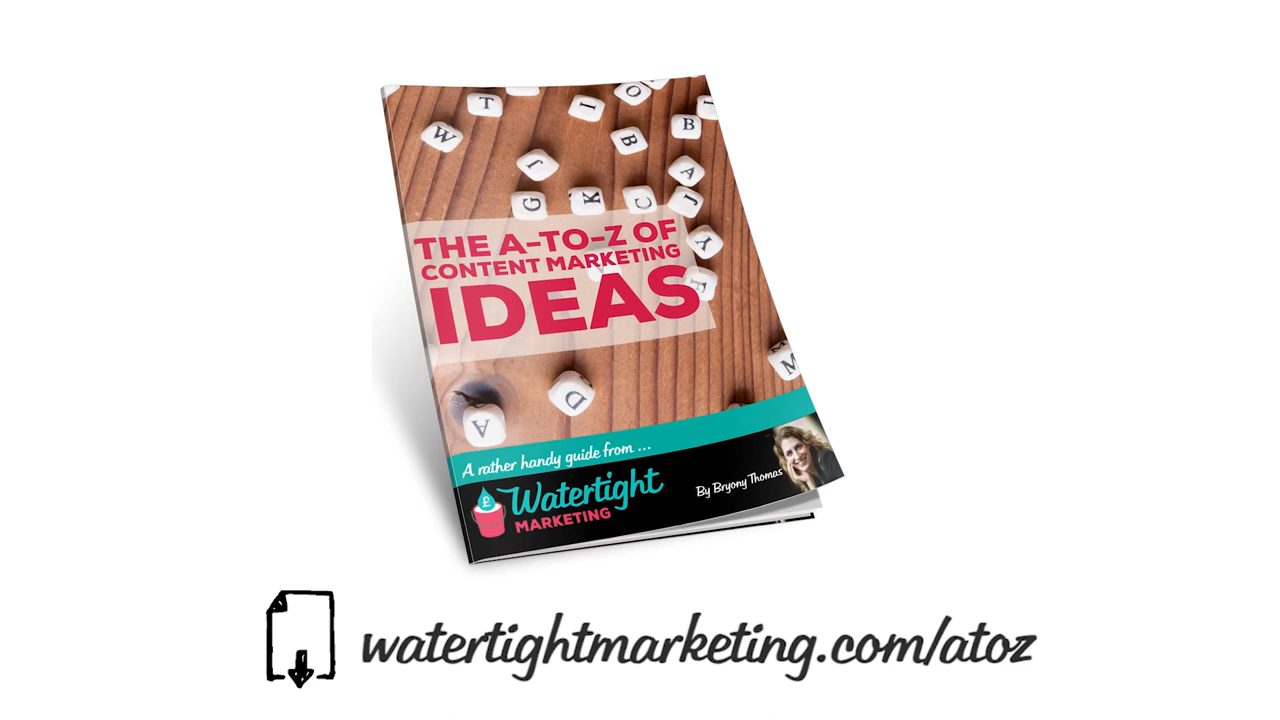 T
I
O
I
W
B
B
J
A
G
K
C
J
Y
THE A-TO-Z OF
CONTENT MARKETING
IDEAS
F
M
D
A
A rather handy guide from ...
£
Watertight
MARKETING
By Bryony Thomas
watertightmarketing.com/atoz